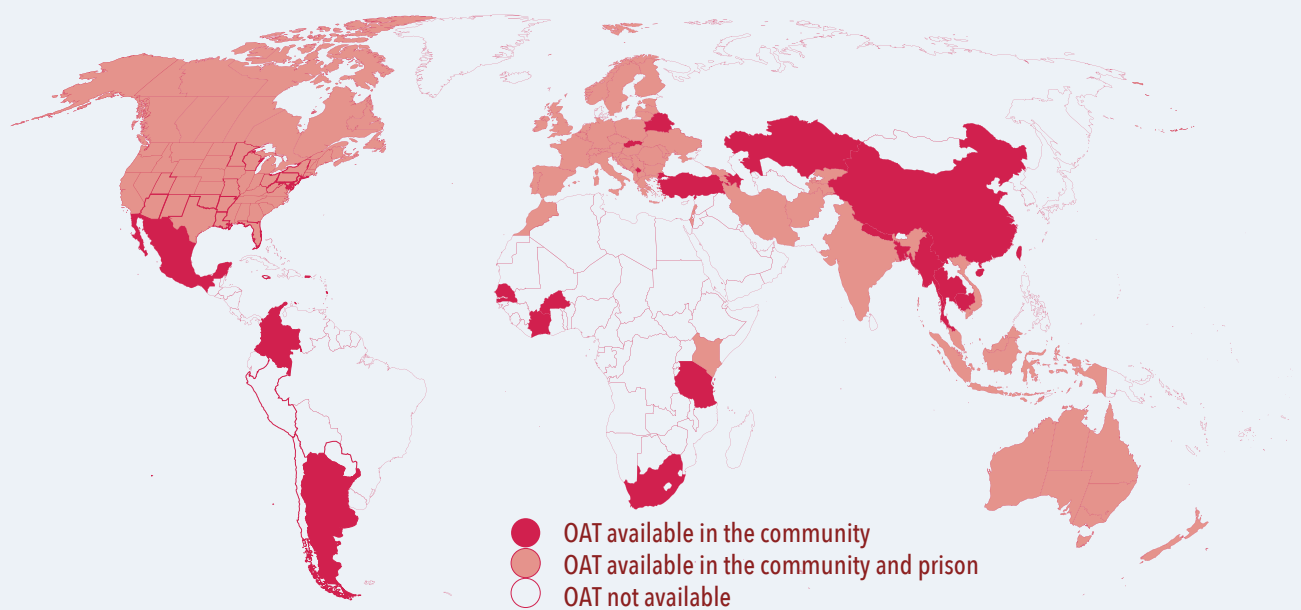 OAT available in the community
OAT available in the community and prison
OAT not available